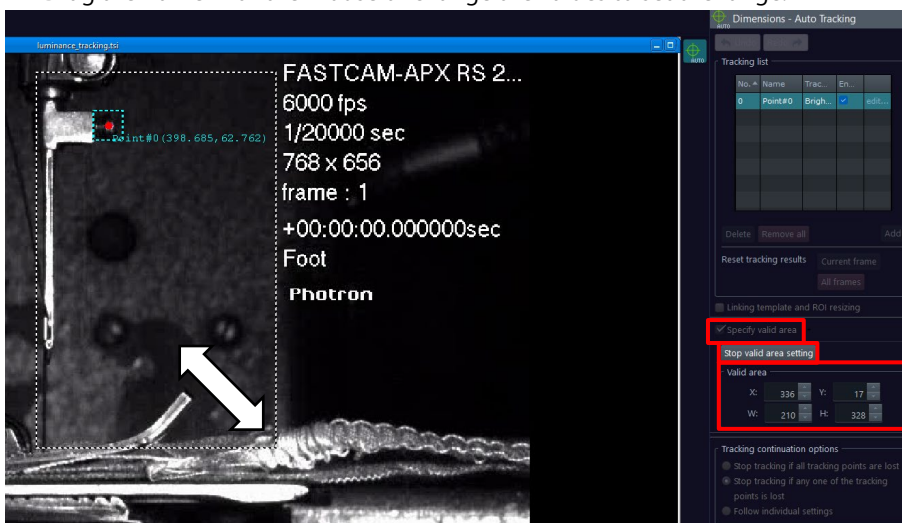 Dimensions - Auto Tracking
AUTO
luminance_tracking.tsi
AUTO
FASTCAM-APX RS 2...
6000 fps
1/20000 sec
768 x 656
frame : 1
+00:00:00.000000sec
Foot
Photron
Point#0(398.685,62.762)
Tracking list
No. Name Trac... En...
0 Point#0 Brigh... edit...
Delete Remove all Add
Reset tracking results Current frame
All frames
Linking template and ROI resizing
Specify valid area
Stop valid area setting
Valid area
X: 336 Y: 17
W: 210 H: 328
Tracking continuation options
Stop tracking if all tracking points are lost
Stop tracking if any one of the tracking
points is lost
Follow individual settings